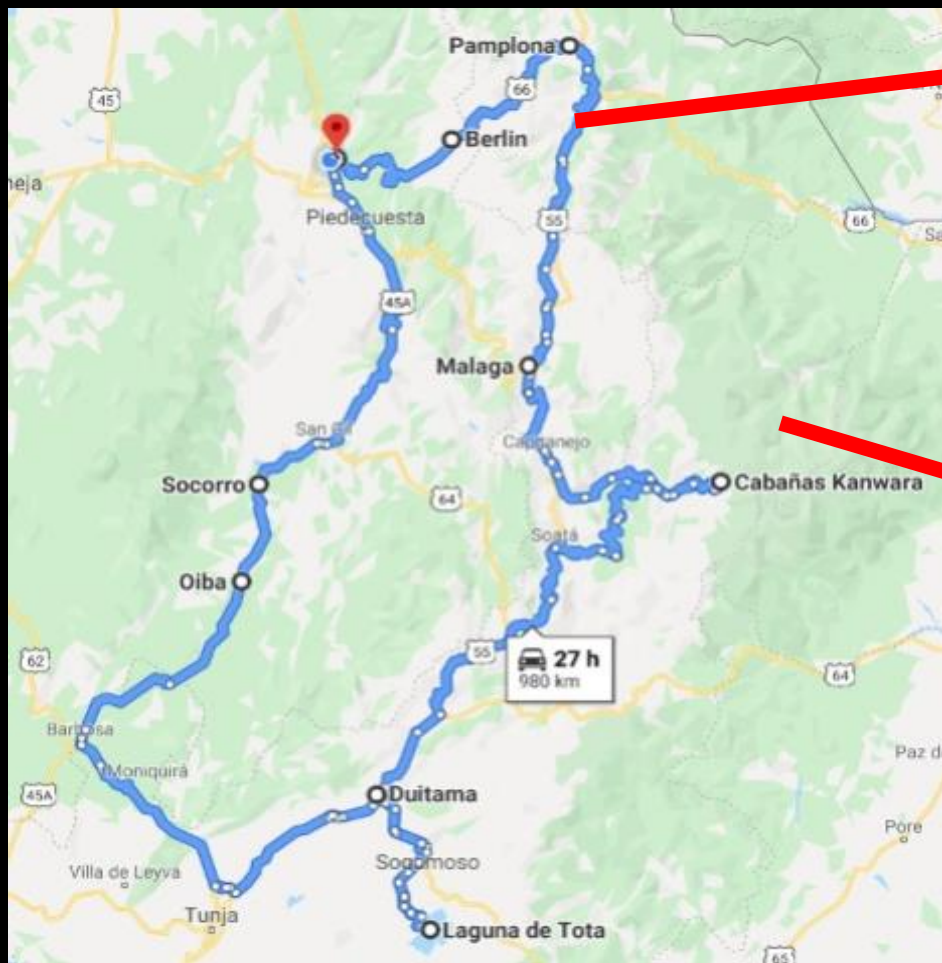 Pamplona
45
66
Berlin
neja
Piedecuesta
66
Sa
55
45A
Malaga
Capitanejo
San Gil
Socorro
Cabañas Kanwara
64
Soatá
Oiba
55
27 h
980 km
62
64
Barbosa
Paz d
Moniquirá
Duitama
45A
Pore
Villa de Leyva
Sogamoso
Tunja
Laguna de Tota
65